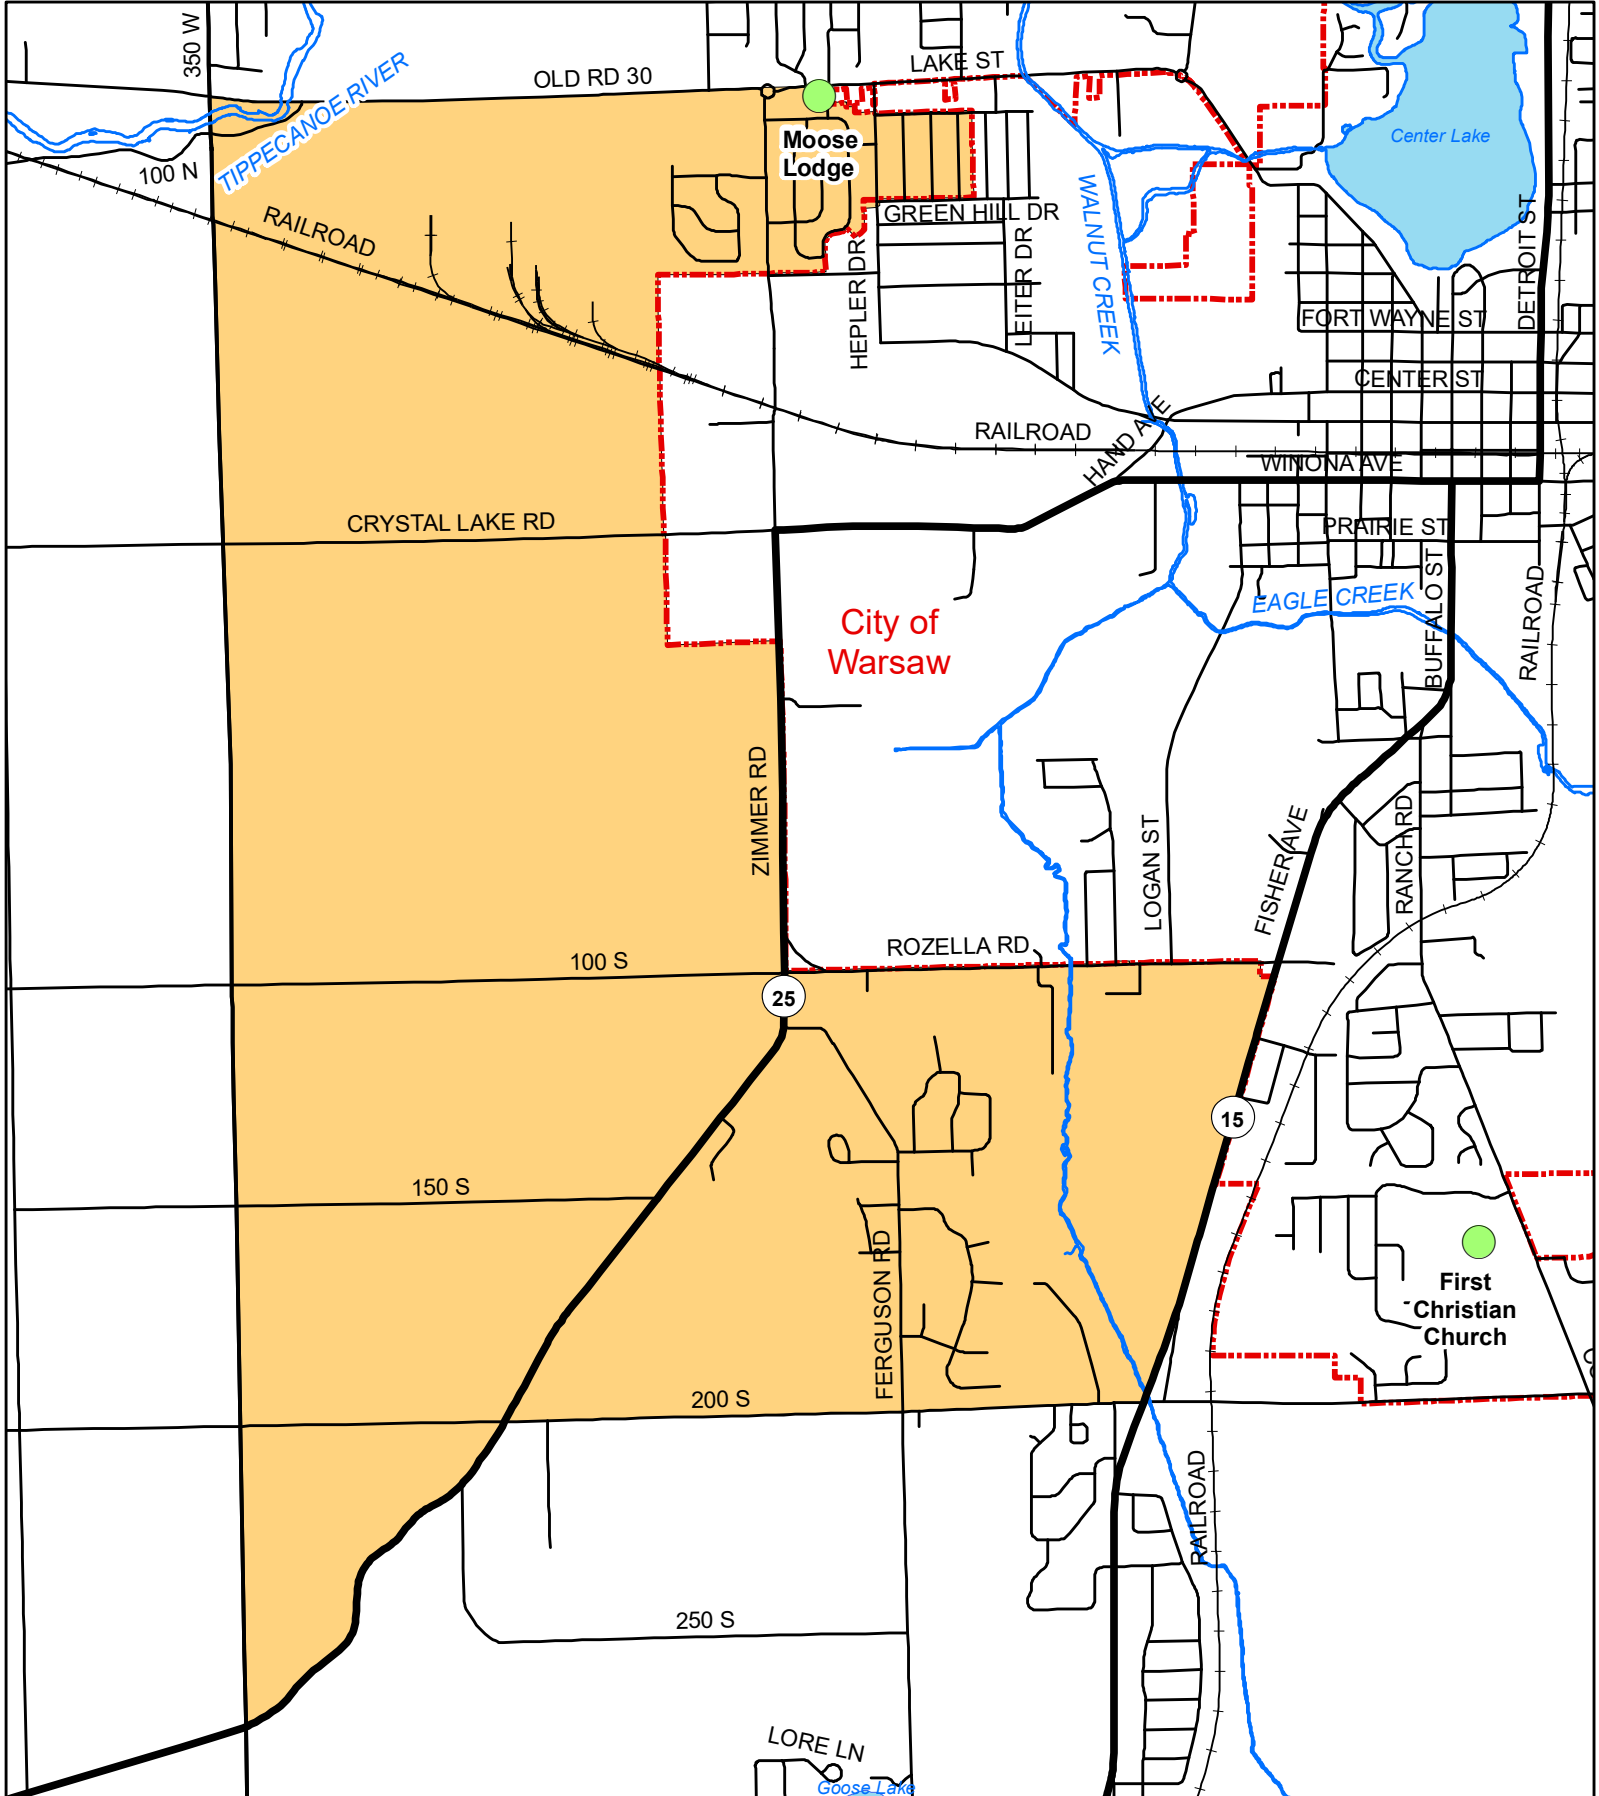 350 W
OLD RD 30
LAKE ST
TIPPECANOE RIVER
100 N
Moose
Lodge
Center Lake
RAILROAD
GREEN HILL DR
WALNUT CREEK
HEPLER DR
LEITER DR
DETROIT ST
FORT WAYNE ST
CENTER ST
HAND AVE
RAILROAD
WINONA AVE
CRYSTAL LAKE RD
PRAIRIE ST
BUFFALO ST
EAGLE CREEK
RAILROAD
City of
Warsaw
ZIMMER RD
LOGAN ST
FISHER AVE
RANCH RD
ROZELLA RD
100 S
25
15
150 S
FERGUSON RD
First
Christian
Church
200 S
RAILROAD
250 S
LORE LN
Goose Lake